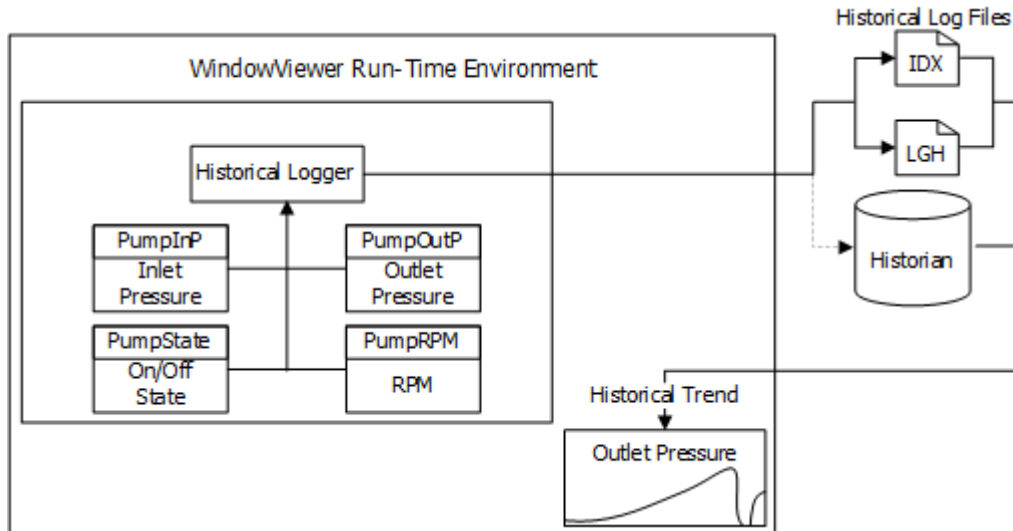 Historical Log Files
WindowViewer Run-Time Environment
IDX
LGH
Historical Logger
PumpInP
Inlet
Pressure
PumpOutP
Outlet
Pressure
Historian
PumpState
On/Off
State
PumpRPM
RPM
Historical Trend
Outlet Pressure